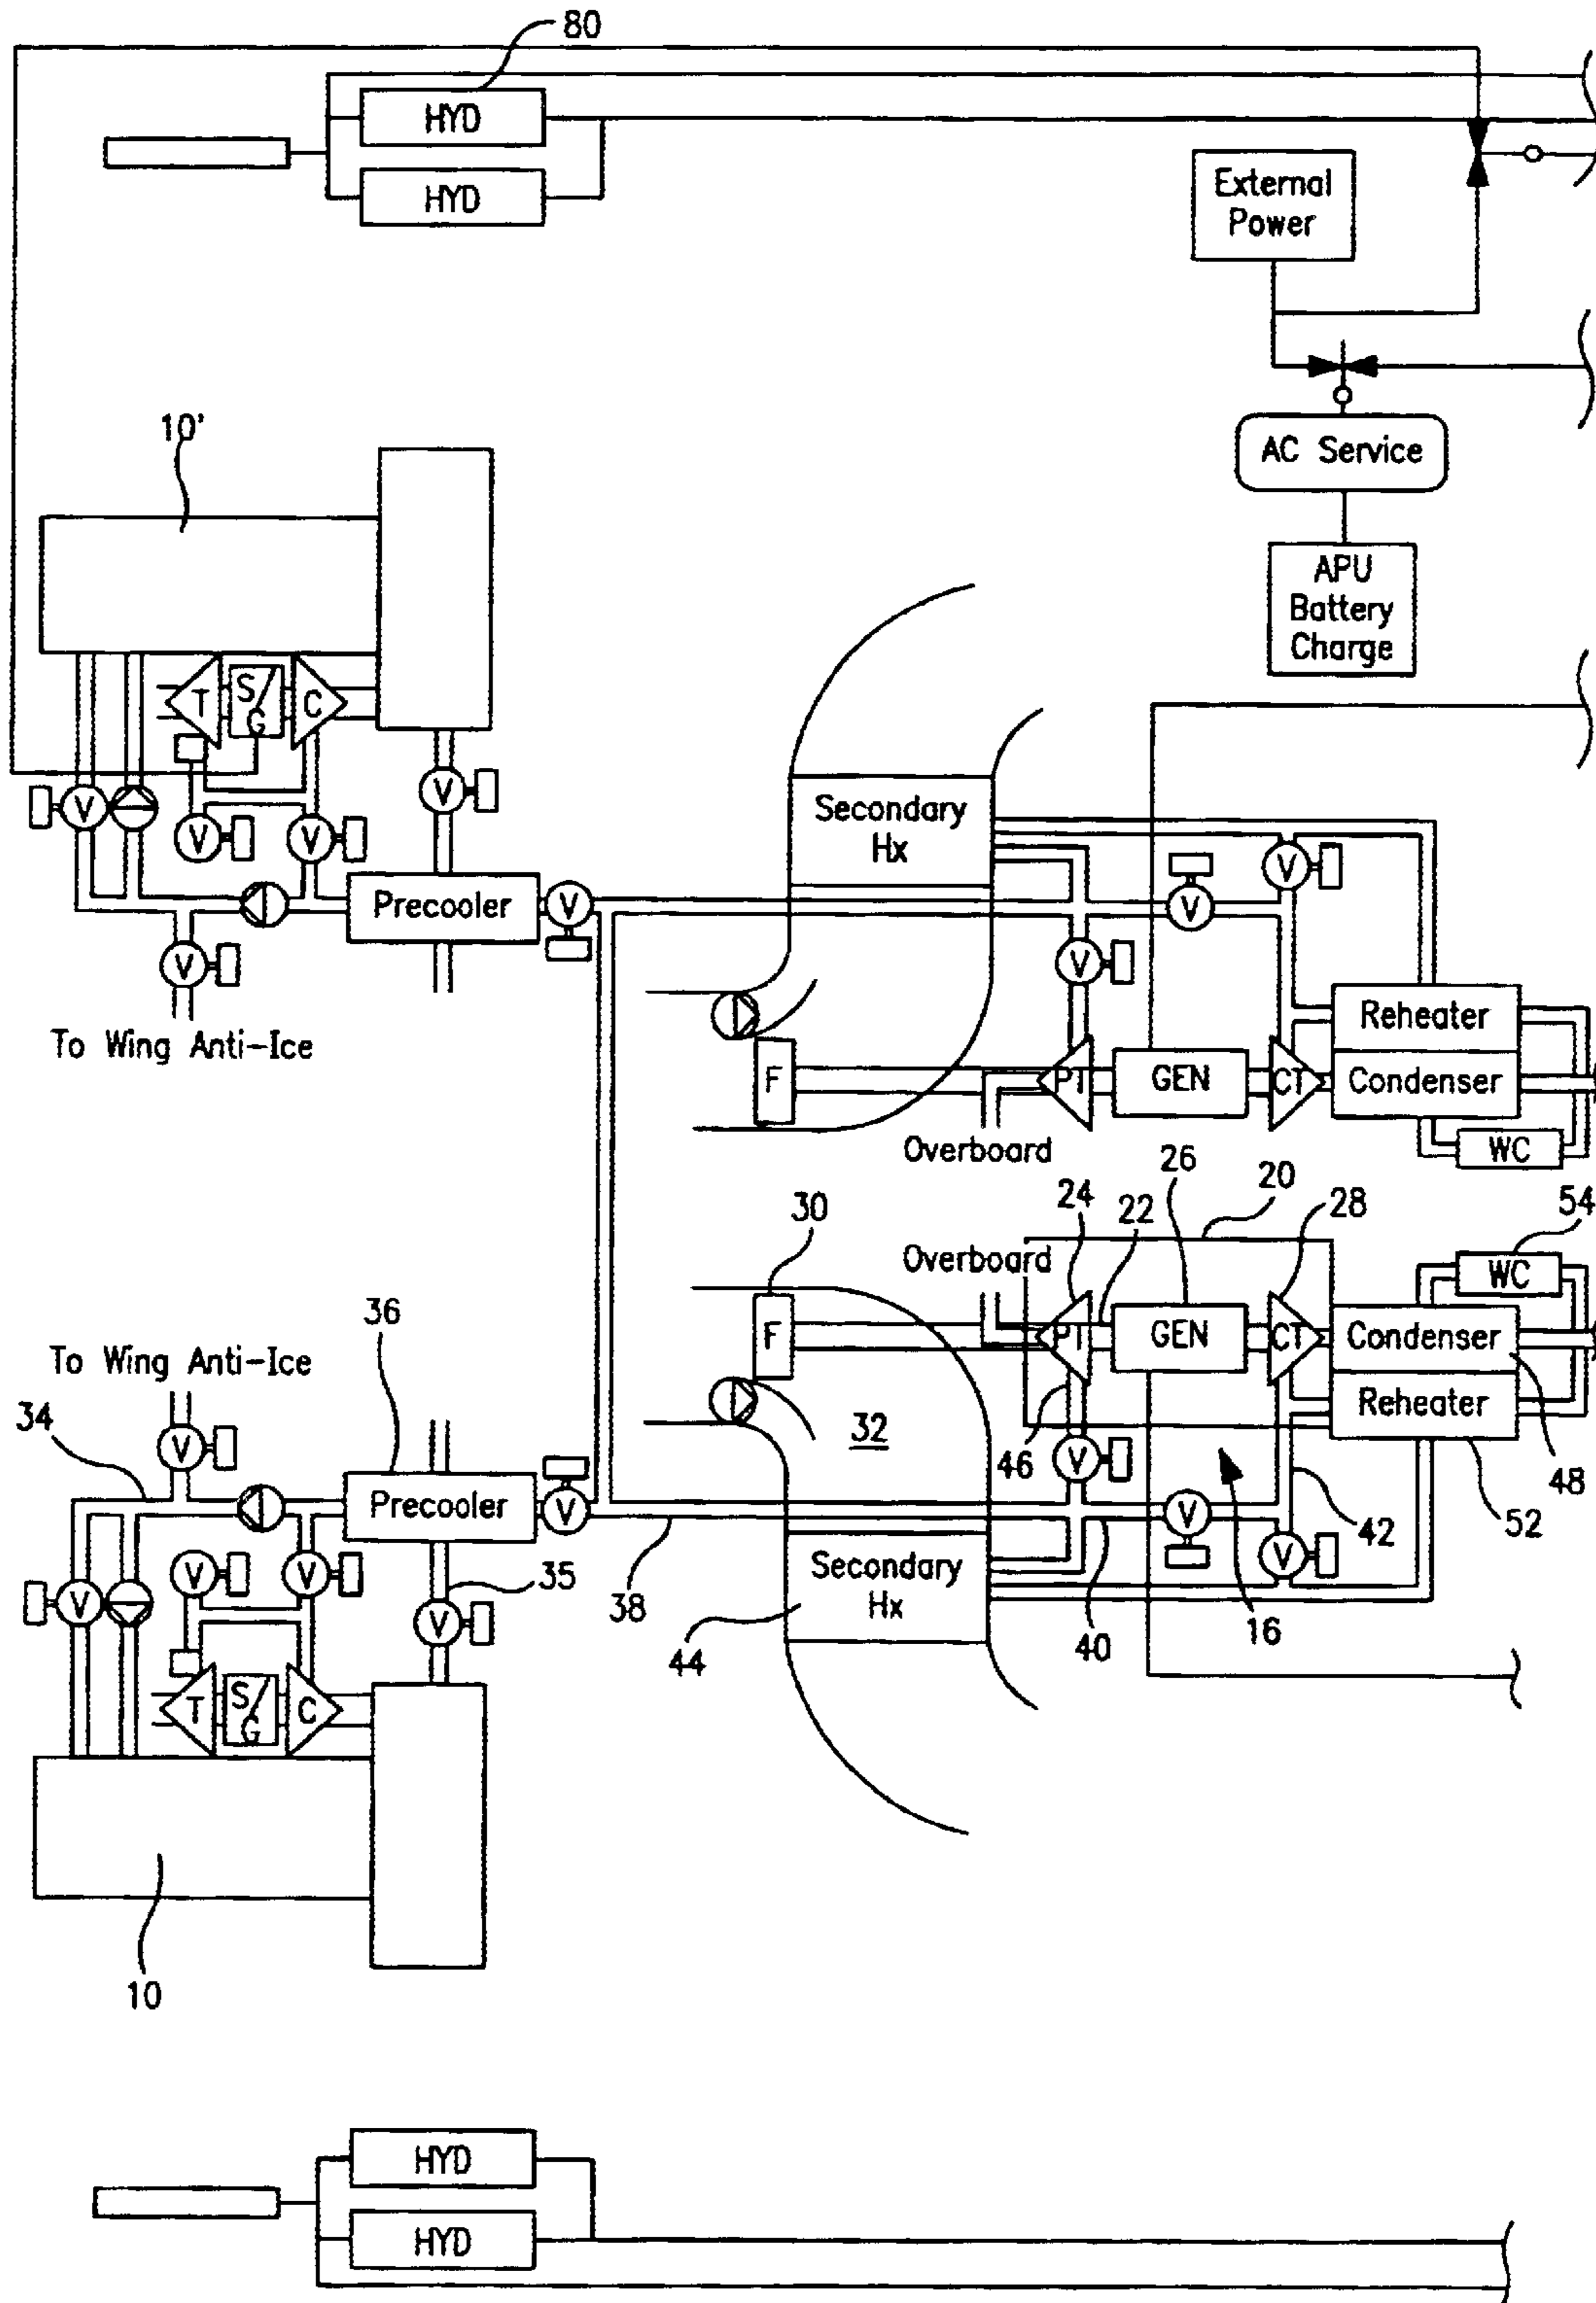 80
HYD
HYD
External
Power
AC Service
APU
Battery
Charge
10'
T
S/G
C
V
V
V
V
V
Precooler
V
V
To Wing Anti-Ice
Secondary
Hx
V
V
V
F
PT
GEN
CT
Reheater
Condenser
WC
Overboard
26
20
54
24
22
28
30
Overboard
WC
36
F
PT
GEN
CT
Condenser
To Wing Anti-Ice
Reheater
34
32
46
48
V
V
Precooler
V
V
42
52
V
V
V
V
V
35
38
Secondary
Hx
40
16
44
T
S/G
C
10
HYD
HYD